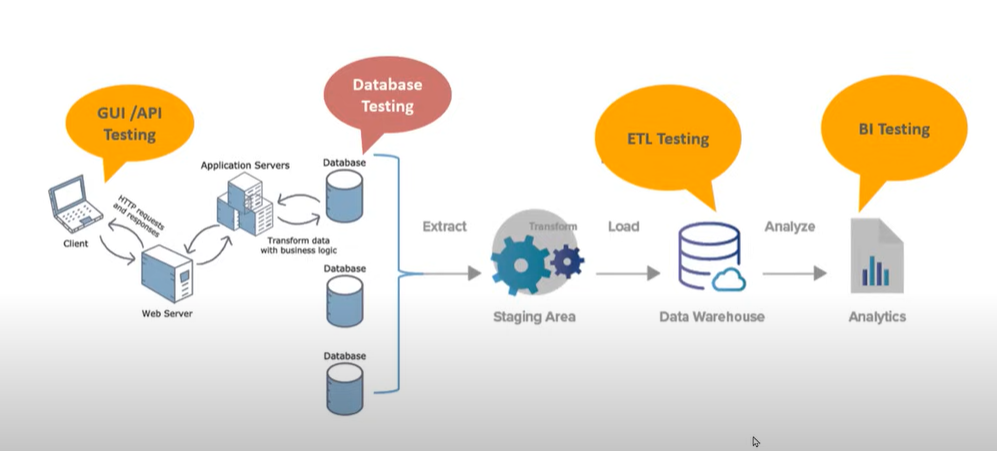 GUI /API
Testing
Database
Testing
ETL Testing
BI Testing
Application Servers
Database
HTTP requests
and responses
Client
Transform data
with business logic
Web Server
Database
Database
Extract
Transform
Load
Analyze
Staging Area
Data Warehouse
Analytics